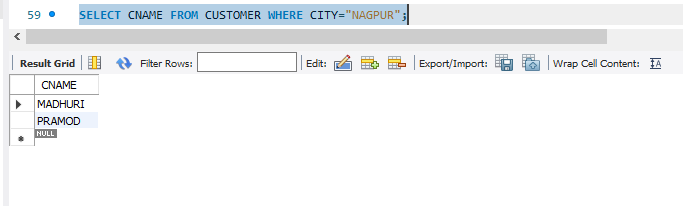 59 SELECT CNAME FROM CUSTOMER WHERE CITY="NAGPUR";
Result Grid Filter Rows: Edit: Export/Import: Wrap Cell Content: IA
CNAME
MADHURI
PRAMOD
NULL